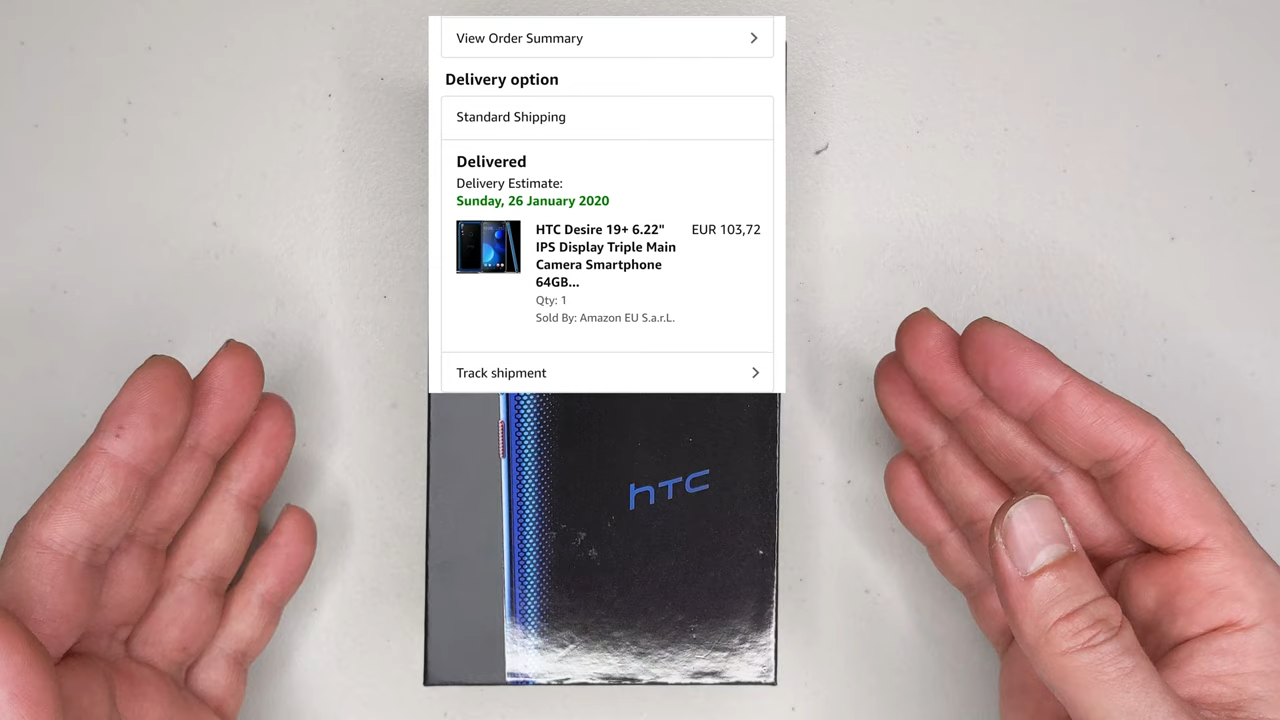 View Order Summary
Delivery option
Standard Shipping
Delivered
Delivery Estimate:
Sunday, 26 January 2020
HTC Desire 19+ 6.22"
IPS Display Triple Main
Camera Smartphone
64GB...
EUR 103,72
Qty: 1
Sold By: Amazon EU S.a.r.L.
Track shipment
hTC